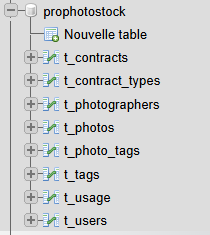 prophotostock
Nouvelle table
t_contracts
t_contract_types
t_photographers
t_photos
t_photo_tags
t_tags
t_usage
t_users